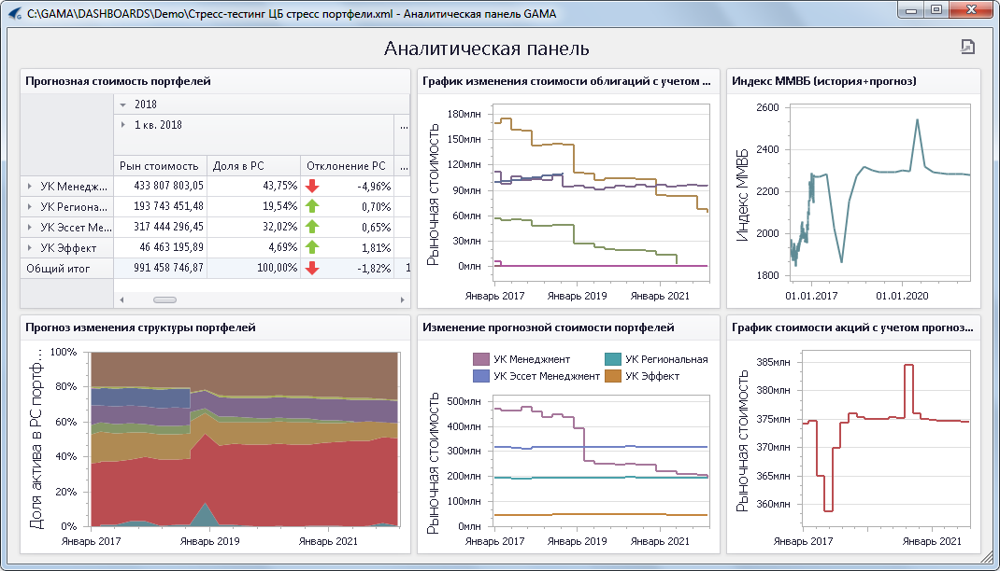 C:\GAMA\DASHBOARDS\Demo\Стресс-тестинг ЦБ стресс портфели.xml - Аналитическая панель GAMA
Аналитическая панель
Прогнозная стоимость портфелей
2018
1 кв. 2018
...
Рын стоимость Доля в РС Отклонение РС ...
УК Менедж... 433 807 803,05 43,75% -4,96%
УК Региона... 193 743 451,48 19,54% 0,70%
УК Эссет Ме... 317 444 296,45 32,02% 0,65%
УК Эффект 46 463 195,89 4,69% 1,81%
Общий итог 991 458 746,87 100,00% -1,82% 1
График изменения стоимости облигаций с учетом ...
Рыночная стоимость
180млн
150млн
120млн
90млн
60млн
30млн
0млн
Январь 2017 Январь 2019 Январь 2021
Индекс ММВБ (история+прогноз)
Индекс ММВБ
2600
2400
2200
2000
1800
01.01.2017 01.01.2020
Прогноз изменения структуры портфелей
Доля актива в РС портф...
100%
80%
60%
40%
20%
0%
Январь 2017 Январь 2019 Январь 2021
Изменение прогнозной стоимости портфелей
УК Менеджмент УК Региональная
УК Эссет Менеджмент УК Эффект
Рыночная стоимость
500млн
400млн
300млн
200млн
100млн
0млн
Январь 2017 Январь 2019 Январь 2021
График стоимости акций с учетом прогноз...
Рыночная стоимость
385млн
380млн
375млн
370млн
365млн
360млн
Январь 2017 Январь 2021